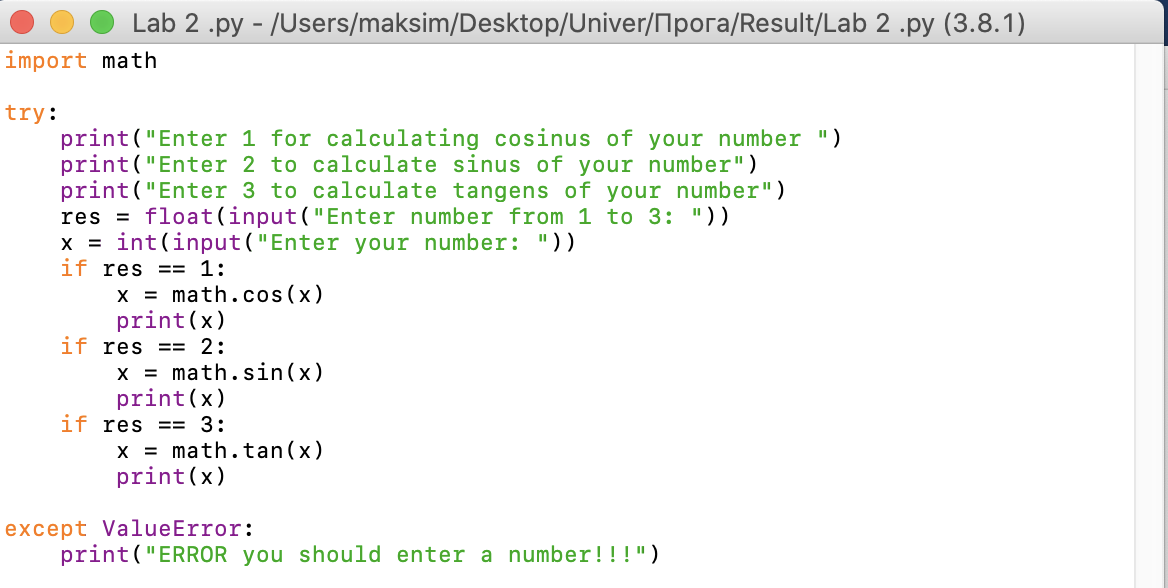 Lab 2 .py - /Users/maksim/Desktop/Univer/Прога/Result/Lab 2 .py (3.8.1)
import math
try:
    print("Enter 1 for calculating cosinus of your number ")
    print("Enter 2 to calculate sinus of your number")
    print("Enter 3 to calculate tangens of your number")
    res = float(input("Enter number from 1 to 3: "))
    x = int(input("Enter your number: "))
    if res == 1:
        x = math.cos(x)
        print(x)
    if res == 2:
        x = math.sin(x)
        print(x)
    if res == 3:
        x = math.tan(x)
        print(x)
except ValueError:
    print("ERROR you should enter a number!!!")